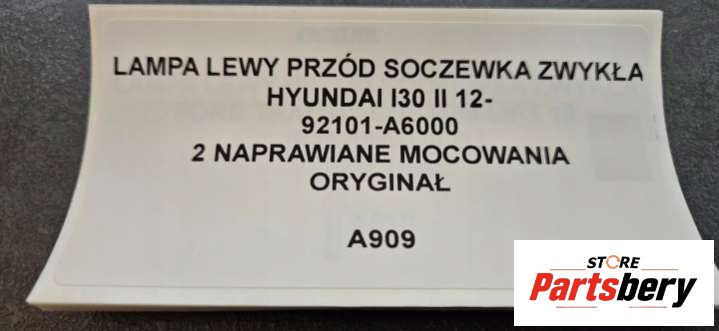 LAMPA LEWY PRZÓD SOCZEWKA ZWYKŁA
HYUNDAI I30 II 12-
92101-A6000
2 NAPRAWIANE MOCOWANIA
ORYGINAŁ
A909
STORE
Partsbery